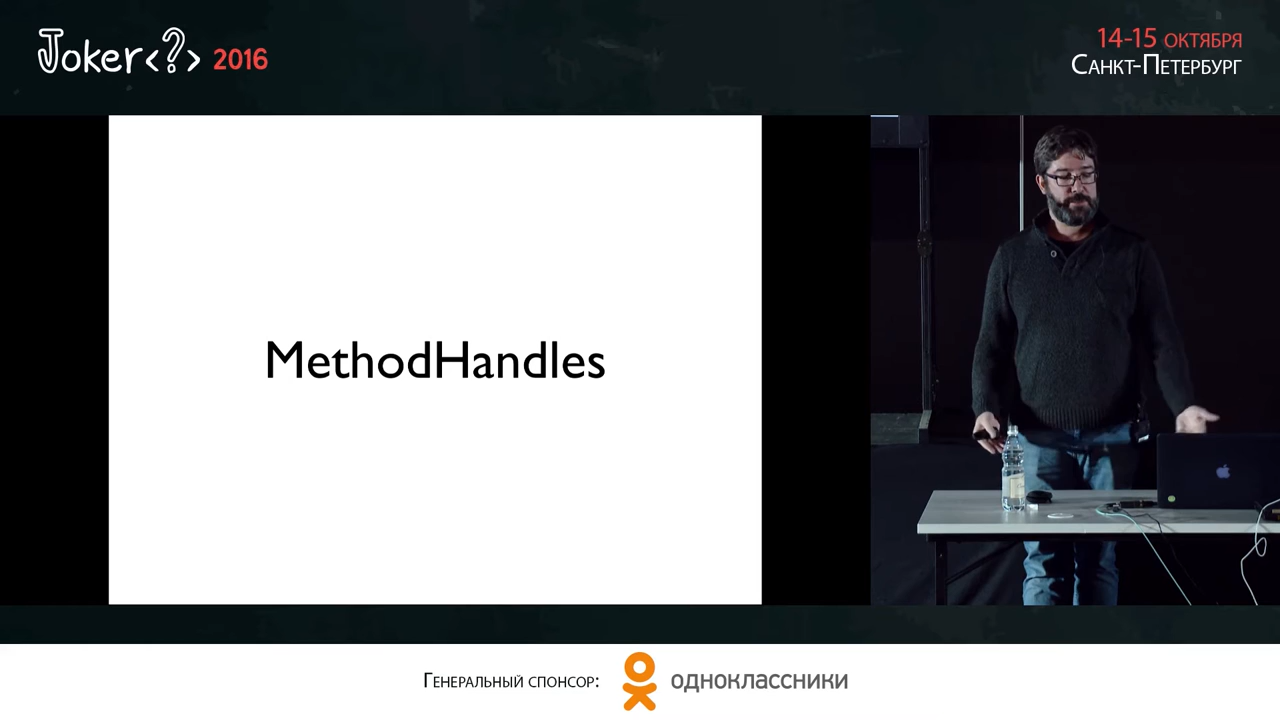 Joker<?> 2016
14-15 октября
Санкт-Петербург
MethodHandles
Генеральный спонсор:
одноклассники